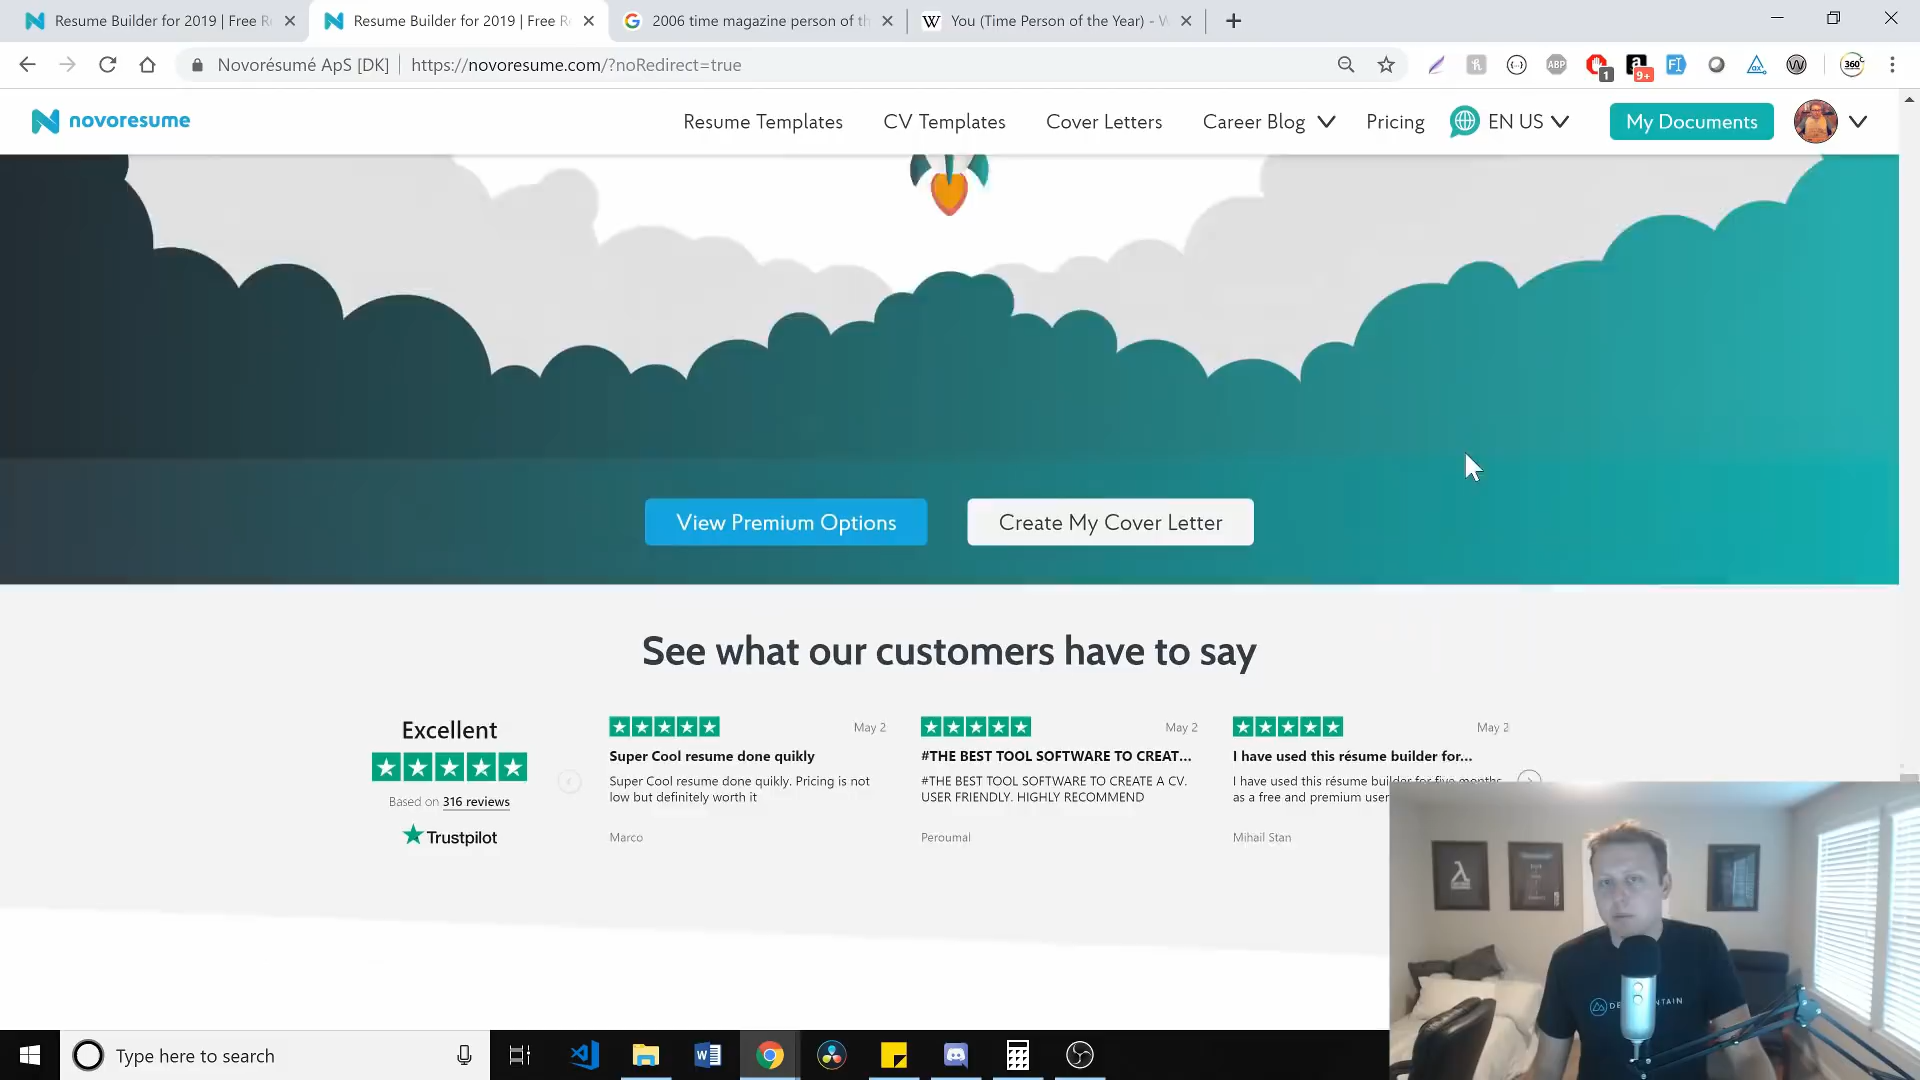 Resume Builder for 2019 | Free R
Resume Builder for 2019 | Free R
2006 time magazine person of th
You (Time Person of the Year) - W
Novorésumé ApS [DK]
https://novoresume.com/?noRedirect=true
ABP
1
9+
360°
novoresume
Resume Templates
CV Templates
Cover Letters
Career Blog
Pricing
EN US
My Documents
View Premium Options
Create My Cover Letter
See what our customers have to say
Excellent
Based on 316 reviews
Trustpilot
May 2
Super Cool resume done quikly
Super Cool resume done quikly. Pricing is not
low but definitely worth it
Marco
May 2
#THE BEST TOOL SOFTWARE TO CREAT...
#THE BEST TOOL SOFTWARE TO CREATE A CV.
USER FRIENDLY. HIGHLY RECOMMEND
Peroumal
May 2
I have used this résume builder for...
I have used this résume builder for five months
as a free and premium user
Mihail Stan
Type here to search